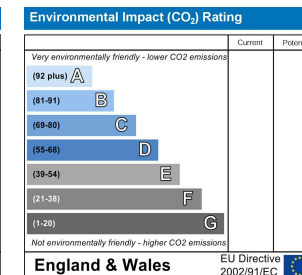 Environmental Impact (CO₂) Rating
Current Poten
Very environmentally friendly - lower CO2 emissions
(92 plus) A
(81-91) B
(69-80) C
(55-68) D
(39-54) E
(21-38) F
(1-20) G
Not environmentally friendly - higher CO2 emissions
England & Wales
EU Directive
2002/91/EC